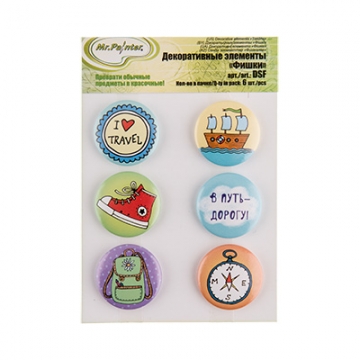 Mr.Painter
Преврати обычные
предметы в красочные!
Декоративные элементы
«Фишки»
арт./art.: DSF
Кол-во в пачке/Q-ty in pack: 6 шт./pcs
I
TRAVEL
В ПУТЬ-
ДОРОГУ!
N
W E
S